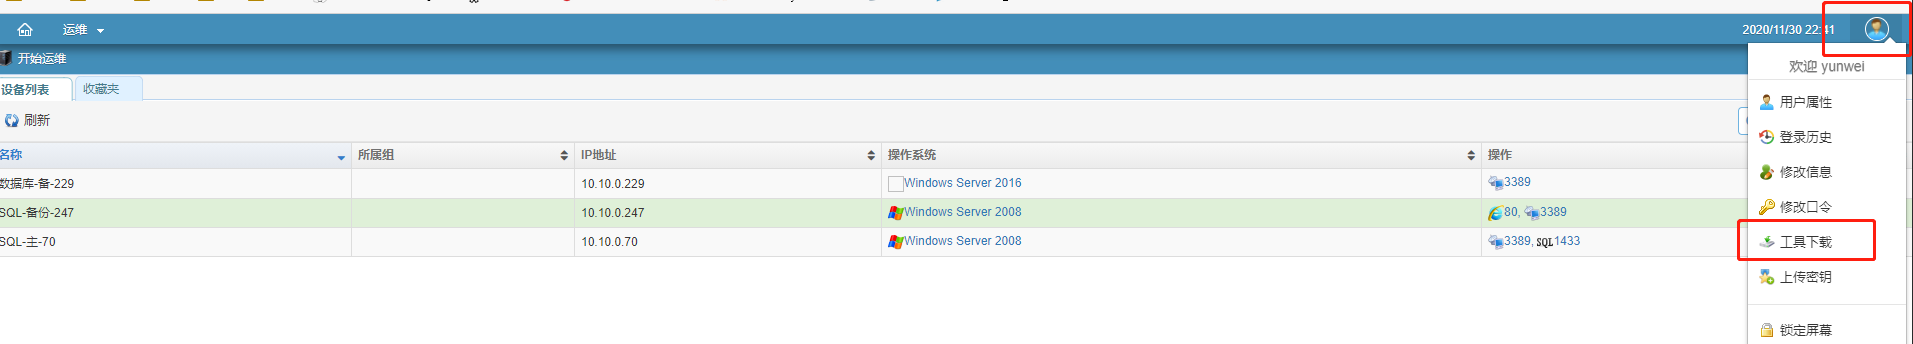 运维 2020/11/30 22:41
开始运维
欢迎 yunwei
设备列表 收藏夹
用户属性
刷新
登录历史
名称 所属组 IP地址 操作系统 操作
修改信息
数据库-备-229 10.10.0.229 Windows Server 2016 3389
修改口令
SQL-备份-247 10.10.0.247 Windows Server 2008 80, 3389
SQL-主-70 10.10.0.70 Windows Server 2008 3389, SQL1433
工具下载
上传密钥
锁定屏幕